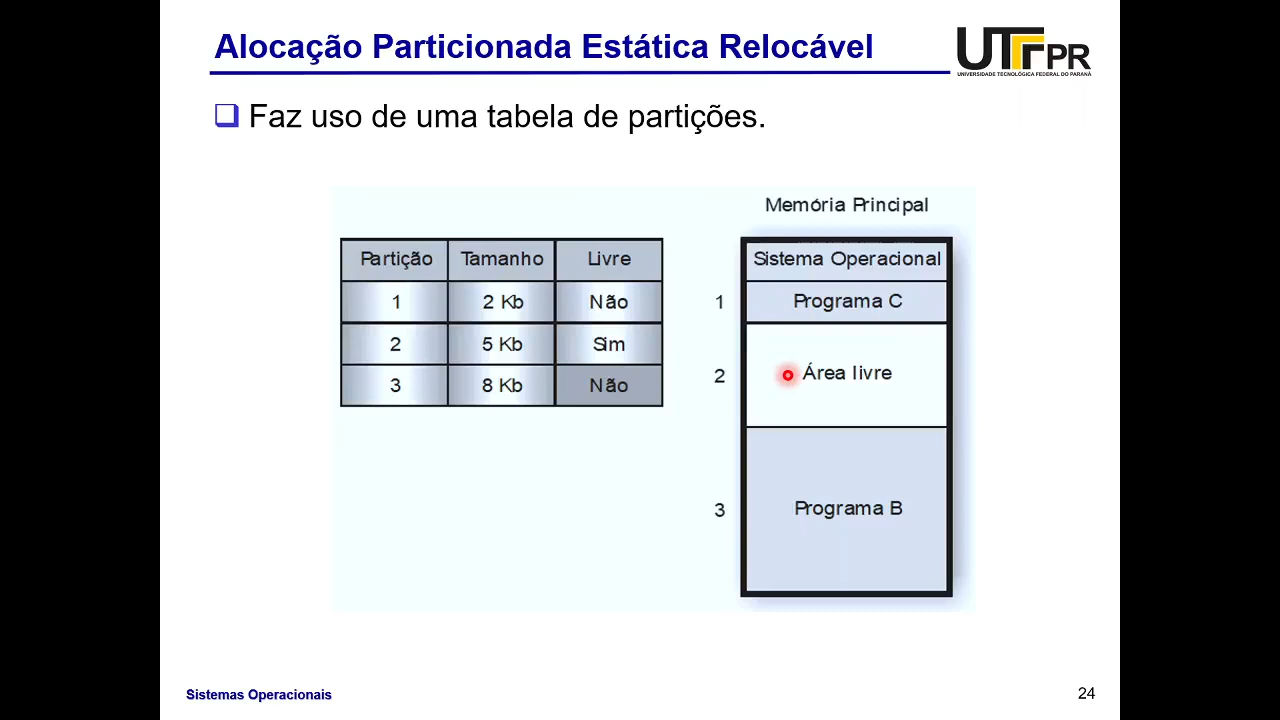 Alocação Particionada Estática Relocável
UTFPR
UNIVERSIDADE TECNOLÓGICA FEDERAL DO PARANÁ
Faz uso de uma tabela de partições.
Memória Principal
Partição Tamanho Livre
1 2 Kb Não
2 5 Kb Sim
3 8 Kb Não
Sistema Operacional
1 Programa C
2 Área livre
3 Programa B
Sistemas Operacionais
24